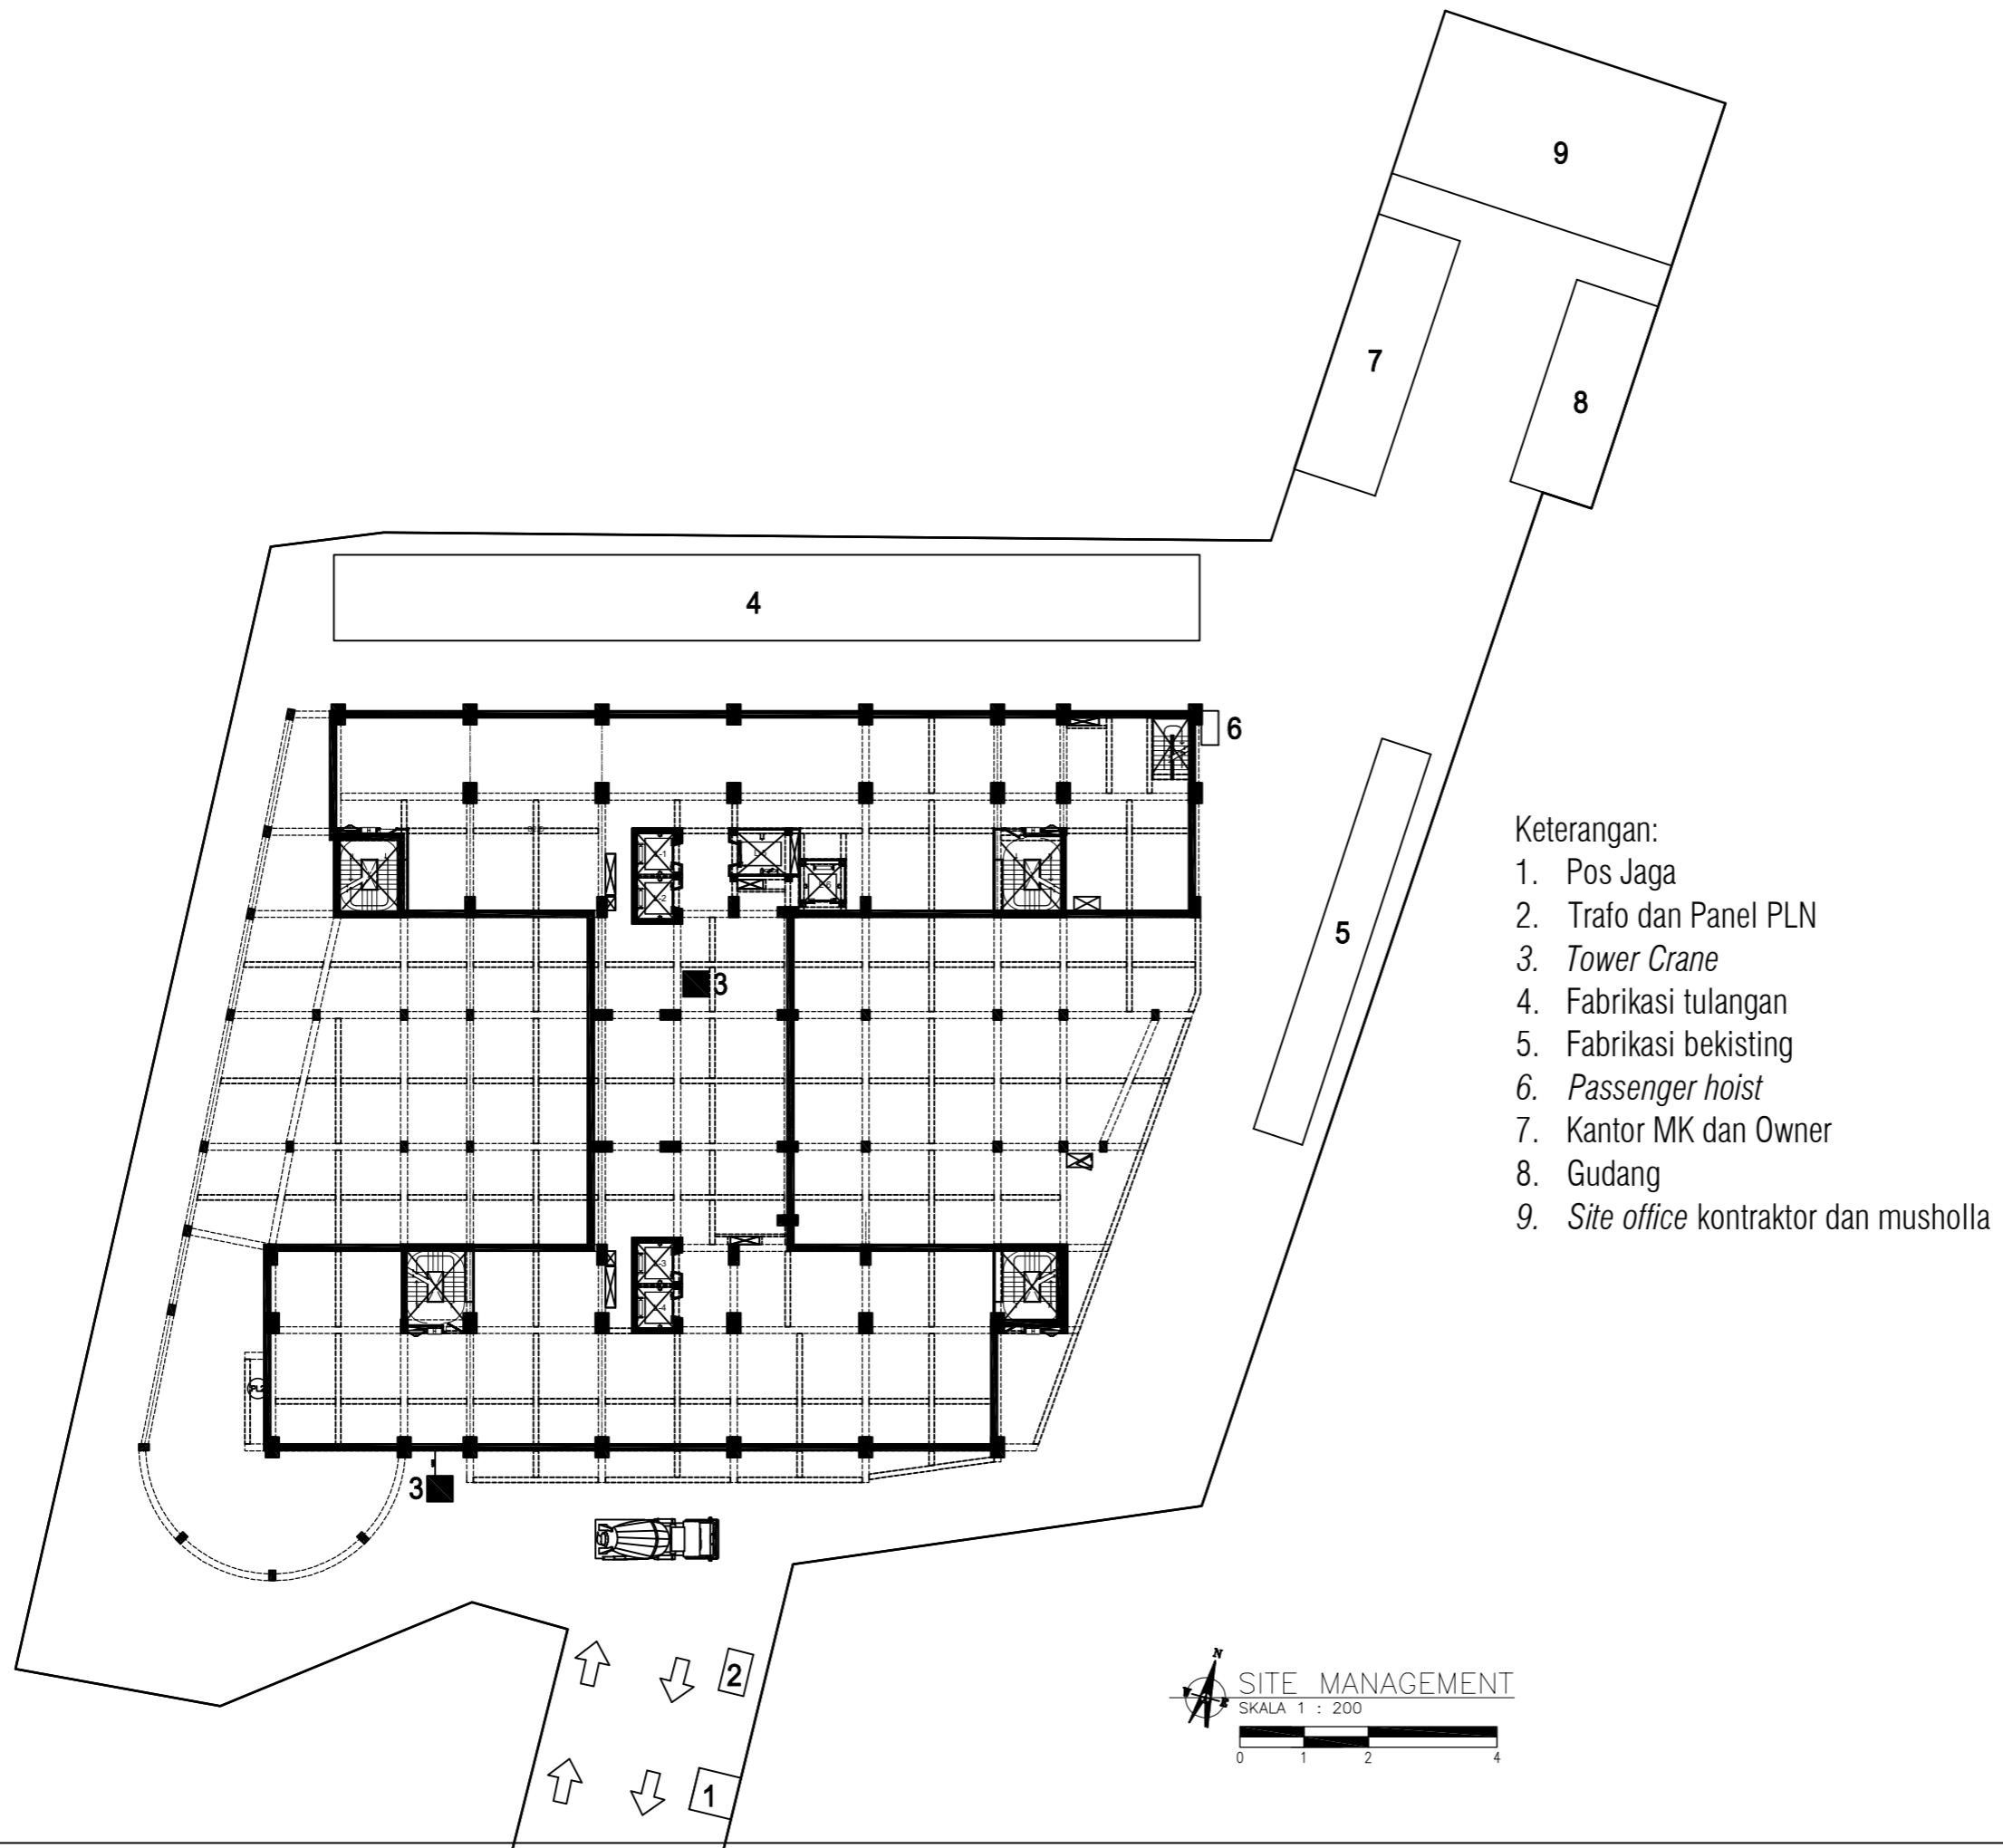 9
7
8
4
6
5
3
3
2
1
Keterangan:
1. Pos Jaga
2. Trafo dan Panel PLN
3. Tower Crane
4. Fabrikasi tulangan
5. Fabrikasi bekisting
6. Passenger hoist
7. Kantor MK dan Owner
8. Gudang
9. Site office kontraktor dan musholla
N
SITE MANAGEMENT
SKALA 1 : 200
0 1 2 4